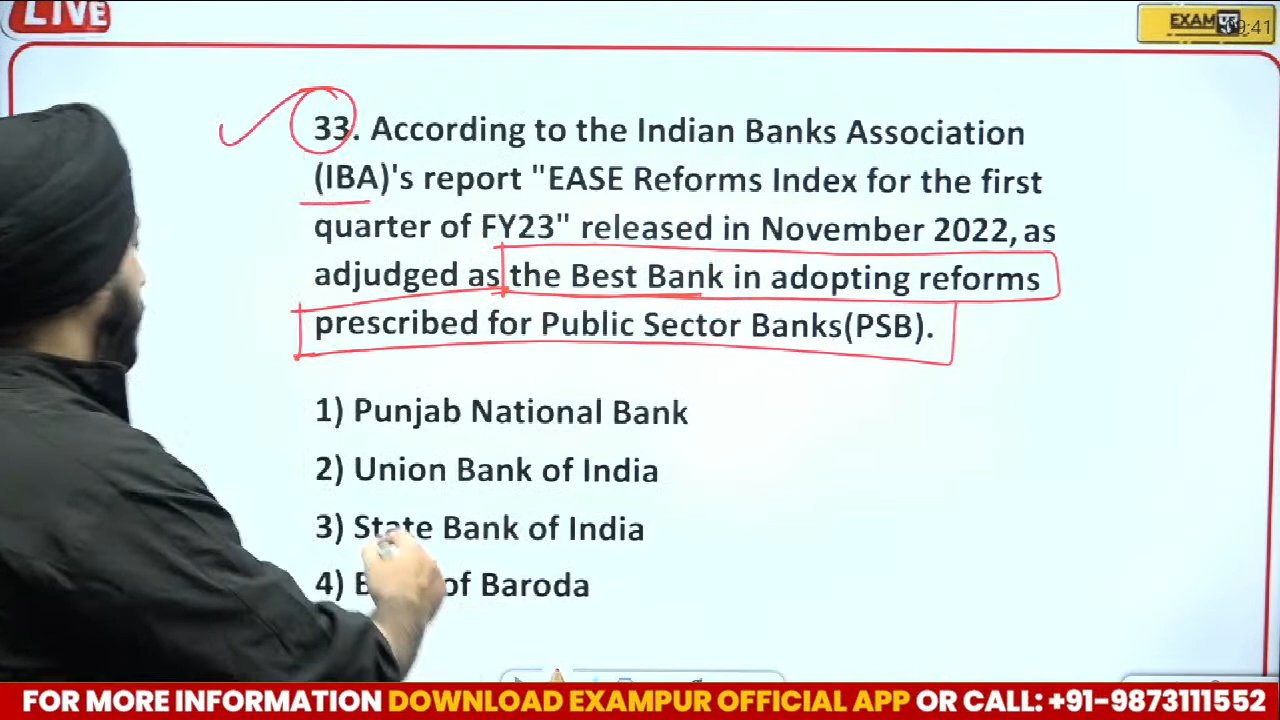 LIVE
EXAM
09:41
33. According to the Indian Banks Association
(IBA)'s report "EASE Reforms Index for the first
quarter of FY23" released in November 2022, as
adjudged as the Best Bank in adopting reforms
prescribed for Public Sector Banks(PSB).
1) Punjab National Bank
2) Union Bank of India
3) State Bank of India
4) of Baroda
FOR MORE INFORMATION DOWNLOAD EXAMPUR OFFICIAL APP OR CALL: +91-9873111552